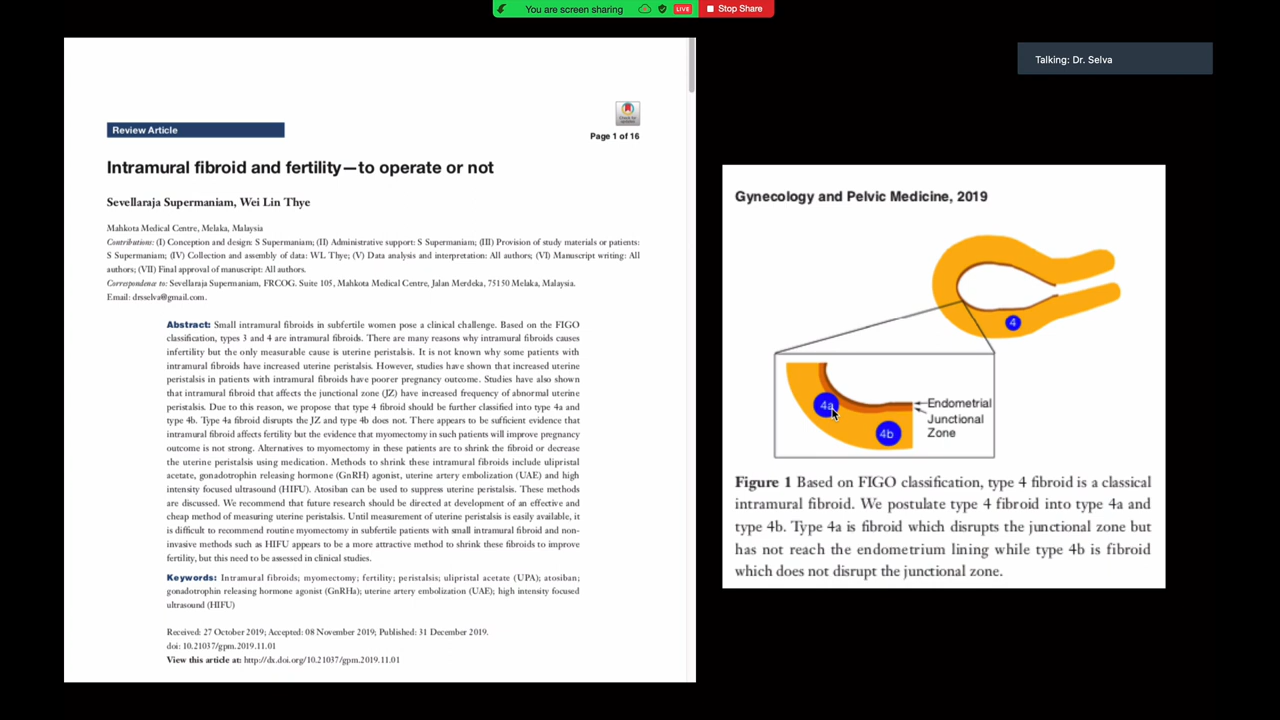 You are screen sharing
LIVE
Stop Share
Talking: Dr. Selva
Check for updates
Review Article
Page 1 of 16
Intramural fibroid and fertility—to operate or not
Sevellaraja Supermaniam, Wei Lin Thye
Mahkota Medical Centre, Melaka, Malaysia
Contributions: (I) Conception and design: S Supermaniam; (II) Administrative support: S Supermaniam; (III) Provision of study materials or patients:
S Supermaniam; (IV) Collection and assembly of data: WL Thye; (V) Data analysis and interpretation: All authors; (VI) Manuscript writing: All
authors; (VII) Final approval of manuscript: All authors.
Correspondence to: Sevellaraja Supermaniam, FRCOG. Suite 105, Mahkota Medical Centre, Jalan Merdeka, 75150 Melaka, Malaysia.
Email: drsselva@gmail.com.
Abstract: Small intramural fibroids in subfertile women pose a clinical challenge. Based on the FIGO
classification, types 3 and 4 are intramural fibroids. There are many reasons why intramural fibroids causes
infertility but the only measurable cause is uterine peristalsis. It is not known why some patients with
intramural fibroids have increased uterine peristalsis. However, studies have shown that increased uterine
peristalsis in patients with intramural fibroids have poorer pregnancy outcome. Studies have also shown
that intramural fibroid that affects the junctional zone (JZ) have increased frequency of abnormal uterine
peristalsis. Due to this reason, we propose that type 4 fibroid should be further classified into type 4a and
type 4b. Type 4a fibroid disrupts the JZ and type 4b does not. There appears to be sufficient evidence that
intramural fibroid affects fertility but the evidence that myomectomy in such patients will improve pregnancy
outcome is not strong. Alternatives to myomectomy in these patients are to shrink the fibroid or decrease
the uterine peristalsis using medication. Methods to shrink these intramural fibroids include ulipristal
acetate, gonadotrophin releasing hormone (GnRH) agonist, uterine artery embolization (UAE) and high
intensity focused ultrasound (HIFU). Atosiban can be used to suppress uterine peristalsis. These methods
are discussed. We recommend that future research should be directed at development of an effective and
cheap method of measuring uterine peristalsis. Until measurement of uterine peristalsis is easily available, it
is difficult to recommend routine myomectomy in subfertile patients with small intramural fibroid and non-
invasive methods such as HIFU appears to be a more attractive method to shrink these fibroids to improve
fertility, but this need to be assessed in clinical studies.
Keywords: Intramural fibroids; myomectomy; fertility; peristalsis; ulipristal acetate (UPA); atosiban;
gonadotrophin releasing hormone agonist (GnRHa); uterine artery embolization (UAE); high intensity focused
ultrasound (HIFU)
Received: 27 October 2019; Accepted: 08 November 2019; Published: 31 December 2019.
doi: 10.21037/gpm.2019.11.01
View this article at: http://dx.doi.org/10.21037/gpm.2019.11.01
Gynecology and Pelvic Medicine, 2019
4
4a
4b
Endometrial
Junctional
Zone
Figure 1 Based on FIGO classification, type 4 fibroid is a classical
intramural fibroid. We postulate type 4 fibroid into type 4a and
type 4b. Type 4a is fibroid which disrupts the junctional zone but
has not reach the endometrium lining while type 4b is fibroid
which does not disrupt the junctional zone.